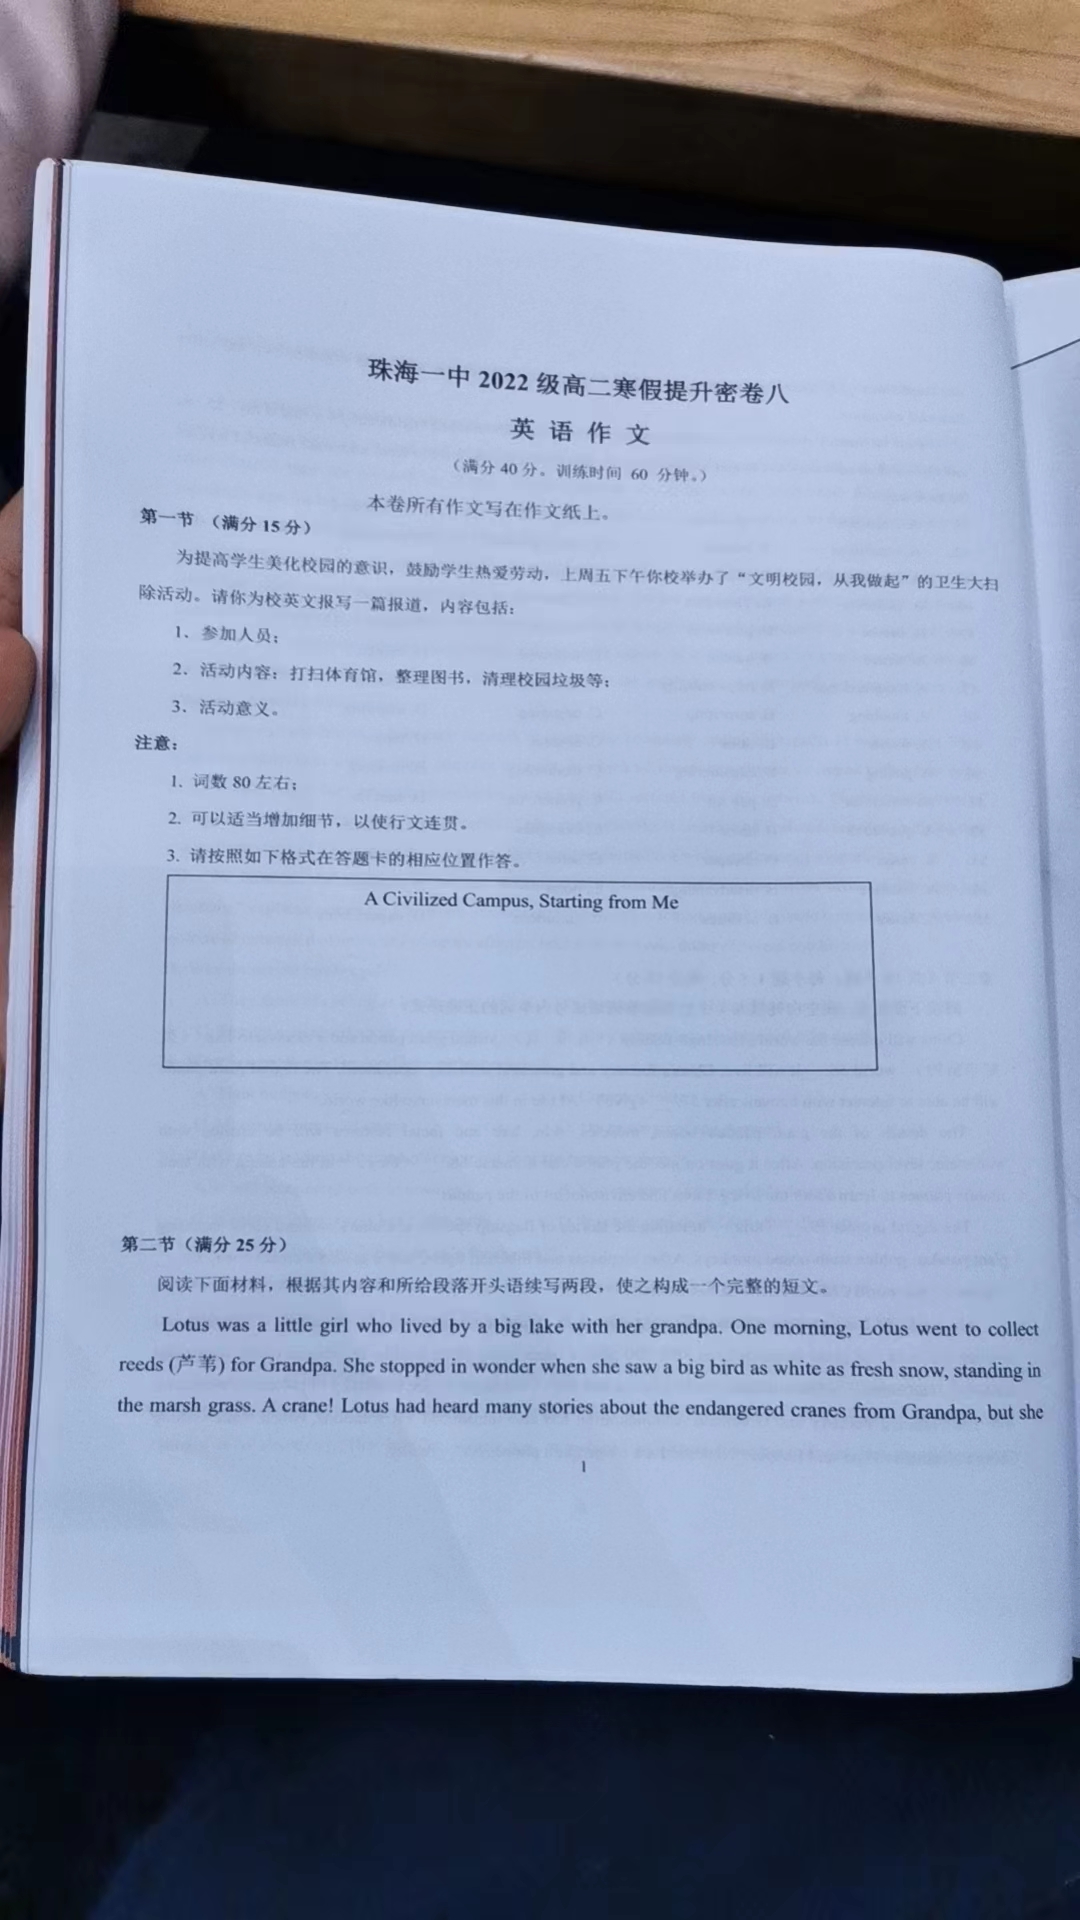 珠海一中 2022 级高二寒假提升密卷八
英 语 作 文
（满分 40 分。训练时间 60 分钟。）
本卷所有作文写在作文纸上。
第一节 （满分 15 分）
为提高学生美化校园的意识，鼓励学生热爱劳动，上周五下午你校举办了“文明校园，从我做起”的卫生大扫
除活动。请你为校英文报写一篇报道，内容包括：
1、参加人员；
2、活动内容：打扫体育馆，整理图书，清理校园垃圾等；
3、活动意义。
注意：
1. 词数 80 左右；
2. 可以适当增加细节，以使行文连贯。
3. 请按照如下格式在答题卡的相应位置作答。
A Civilized Campus, Starting from Me
第二节（满分 25 分）
阅读下面材料，根据其内容和所给段落开头语续写两段，使之构成一个完整的短文。
Lotus was a little girl who lived by a big lake with her grandpa. One morning, Lotus went to collect
reeds (芦苇) for Grandpa. She stopped in wonder when she saw a big bird as white as fresh snow, standing in
the marsh grass. A crane! Lotus had heard many stories about the endangered cranes from Grandpa, but she
1